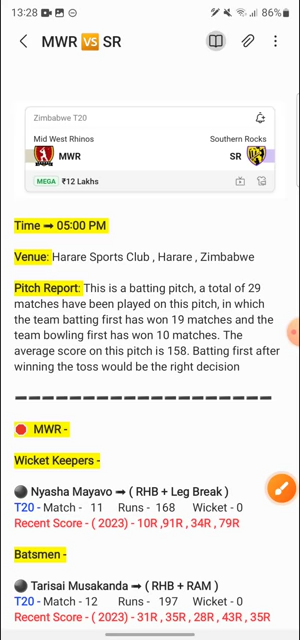 13:28
86%
MWR 🆚 SR
Zimbabwe T20
Mid West Rhinos
Southern Rocks
MWR
SR
MEGA ₹12 Lakhs
Time ➞ 05:00 PM
Venue: Harare Sports Club , Harare , Zimbabwe
Pitch Report: This is a batting pitch, a total of 29
matches have been played on this pitch, in which
the team batting first has won 19 matches and the
team bowling first has won 10 matches. The
average score on this pitch is 158. Batting first after
winning the toss would be the right decision
➖➖➖➖➖➖➖➖➖➖➖➖➖➖➖➖➖➖➖
🔴 MWR -
Wicket Keepers -
⚫ Nyasha Mayavo ➞ ( RHB + Leg Break )
T20 - Match - 11 Runs - 168 Wicket - 0
Recent Score - ( 2023) - 10R ,91R , 34R , 79R
Batsmen -
⚫ Tarisai Musakanda ➞ ( RHB + RAM )
T20 - Match - 12 Runs - 197 Wicket - 0
Recent Score - ( 2023) - 31R , 35R , 28R , 43R , 35R